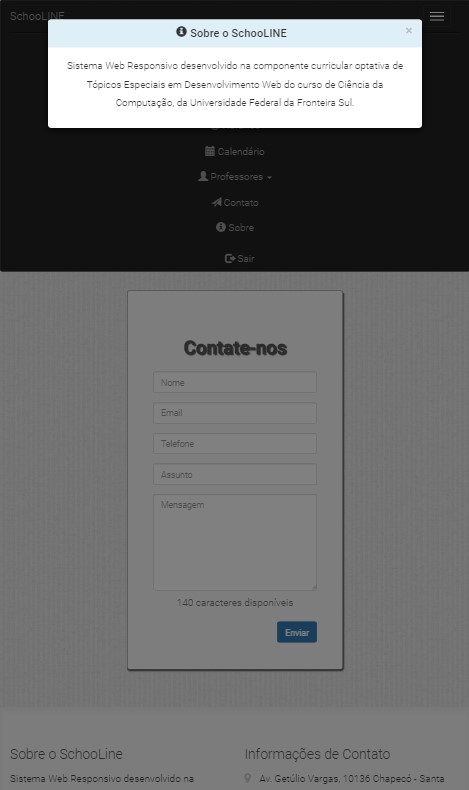 SchooLINE
Sobre o SchooLINE
×
Sistema Web Responsivo desenvolvido na componente curricular optativa de
Tópicos Especiais em Desenvolvimento Web do curso de Ciência da
Computação, da Universidade Federal da Fronteira Sul.
Calendário
Professores
Contato
Sobre
Sair
Contate-nos
Nome
Email
Telefone
Assunto
Mensagem
140 caracteres disponíveis
Enviar
Sobre o SchooLine
Sistema Web Responsivo desenvolvido na
Informações de Contato
Av. Getúlio Vargas, 10136 Chapecó - Santa